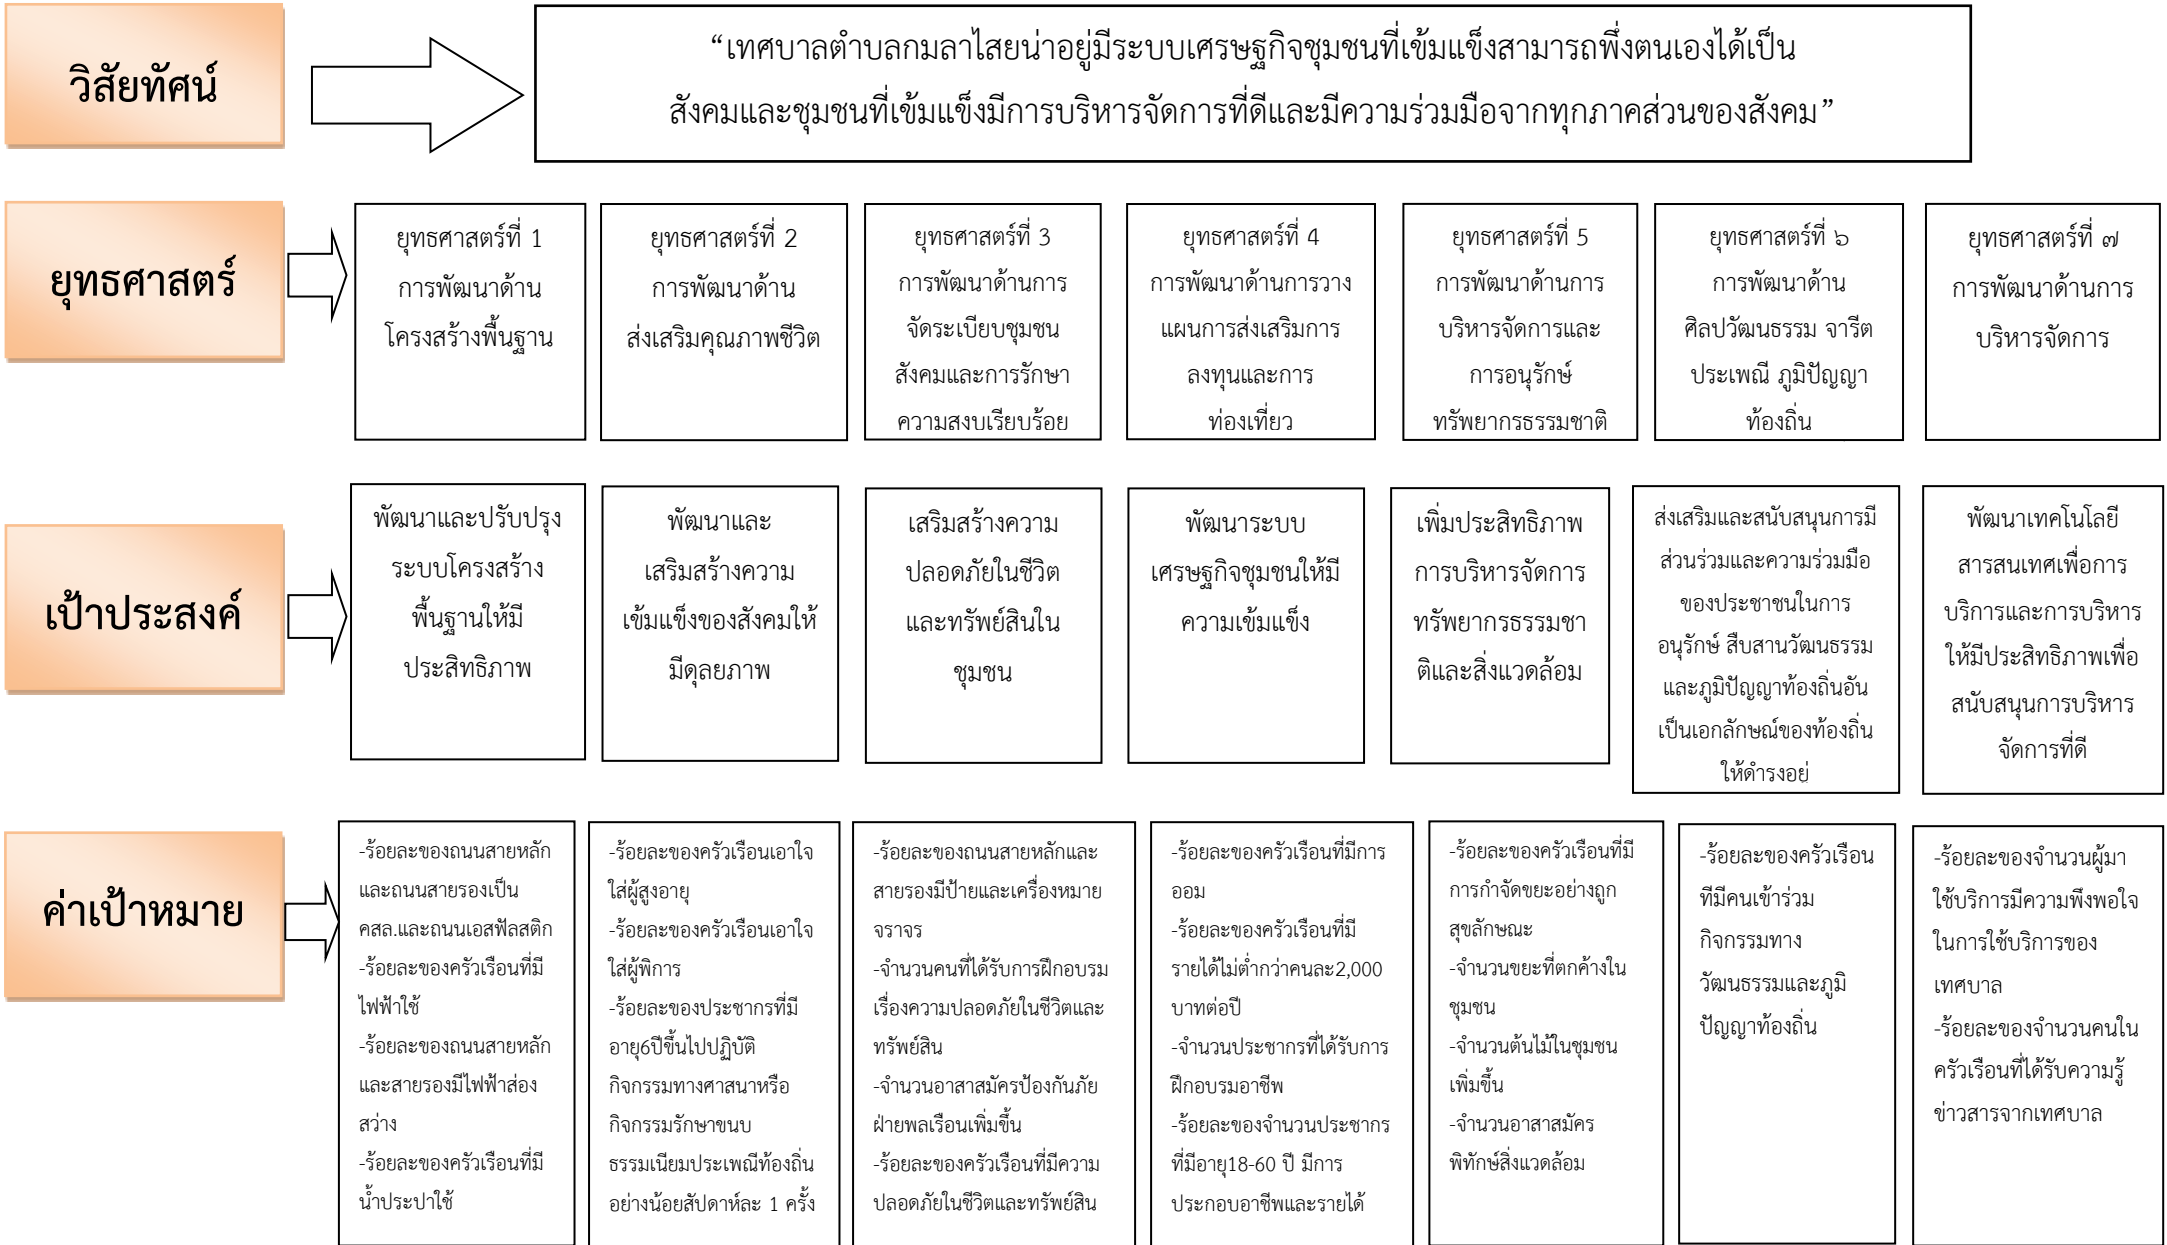 วิสัยทัศน์
“เทศบาลตำบลกมลาไสยน่าอยู่มีระบบเศรษฐกิจชุมชนที่เข้มแข็งสามารถพึ่งตนเองได้เป็น
สังคมและชุมชนที่เข้มแข็งมีการบริหารจัดการที่ดีและมีความร่วมมือจากทุกภาคส่วนของสังคม”
ยุทธศาสตร์
ยุทธศาสตร์ที่ 1
การพัฒนาด้าน
โครงสร้างพื้นฐาน
ยุทธศาสตร์ที่ 2
การพัฒนาด้าน
ส่งเสริมคุณภาพชีวิต
ยุทธศาสตร์ที่ 3
การพัฒนาด้านการ
จัดระเบียบชุมชน
สังคมและการรักษา
ความสงบเรียบร้อย
ยุทธศาสตร์ที่ 4
การพัฒนาด้านการวาง
แผนการส่งเสริมการ
ลงทุนและการ
ท่องเที่ยว
ยุทธศาสตร์ที่ 5
การพัฒนาด้านการ
บริหารจัดการและ
การอนุรักษ์
ทรัพยากรธรรมชาติ
ยุทธศาสตร์ที่ ๖
การพัฒนาด้าน
ศิลปวัฒนธรรม จารีต
ประเพณี ภูมิปัญญา
ท้องถิ่น
ยุทธศาสตร์ที่ ๗
การพัฒนาด้านการ
บริหารจัดการ
เป้าประสงค์
พัฒนาและปรับปรุง
ระบบโครงสร้าง
พื้นฐานให้มี
ประสิทธิภาพ
พัฒนาและ
เสริมสร้างความ
เข้มแข็งของสังคมให้
มีดุลยภาพ
เสริมสร้างความ
ปลอดภัยในชีวิต
และทรัพย์สินใน
ชุมชน
พัฒนาระบบ
เศรษฐกิจชุมชนให้มี
ความเข้มแข็ง
เพิ่มประสิทธิภาพ
การบริหารจัดการ
ทรัพยากรธรรมชา
ติและสิ่งแวดล้อม
ส่งเสริมและสนับสนุนการมี
ส่วนร่วมและความร่วมมือ
ของประชาชนในการ
อนุรักษ์ สืบสานวัฒนธรรม
และภูมิปัญญาท้องถิ่นอัน
เป็นเอกลักษณ์ของท้องถิ่น
ให้ดำรงอยู่
พัฒนาเทคโนโลยี
สารสนเทศเพื่อการ
บริการและการบริหาร
ให้มีประสิทธิภาพเพื่อ
สนับสนุนการบริหาร
จัดการที่ดี
ค่าเป้าหมาย
-ร้อยละของถนนสายหลัก
และถนนสายรองเป็น
คสล.และถนนเอสฟัลสติก
-ร้อยละของครัวเรือนที่มี
ไฟฟ้าใช้
-ร้อยละของถนนสายหลัก
และสายรองมีไฟฟ้าส่อง
สว่าง
-ร้อยละของครัวเรือนที่มี
น้ำประปาใช้
-ร้อยละของครัวเรือนเอาใจ
ใส่ผู้สูงอายุ
-ร้อยละของครัวเรือนเอาใจ
ใส่ผู้พิการ
-ร้อยละของประชากรที่มี
อายุ6ปีขึ้นไปปฏิบัติ
กิจกรรมทางศาสนาหรือ
กิจกรรมรักษาขนบ
ธรรมเนียมประเพณีท้องถิ่น
อย่างน้อยสัปดาห์ละ 1 ครั้ง
-ร้อยละของถนนสายหลักและ
สายรองมีป้ายและเครื่องหมาย
จราจร
-จำนวนคนที่ได้รับการฝึกอบรม
เรื่องความปลอดภัยในชีวิตและ
ทรัพย์สิน
-จำนวนอาสาสมัครป้องกันภัย
ฝ่ายพลเรือนเพิ่มขึ้น
-ร้อยละของครัวเรือนที่มีความ
ปลอดภัยในชีวิตและทรัพย์สิน
-ร้อยละของครัวเรือนที่มีการ
ออม
-ร้อยละของครัวเรือนที่มี
รายได้ไม่ต่ำกว่าคนละ2,000
บาทต่อปี
-จำนวนประชากรที่ได้รับการ
ฝึกอบรมอาชีพ
-ร้อยละของจำนวนประชากร
ที่มีอายุ18-60 ปี มีการ
ประกอบอาชีพและรายได้
-ร้อยละของครัวเรือนที่มี
การกำจัดขยะอย่างถูก
สุขลักษณะ
-จำนวนขยะที่ตกค้างใน
ชุมชน
-จำนวนต้นไม้ในชุมชน
เพิ่มขึ้น
-จำนวนอาสาสมัคร
พิทักษ์สิ่งแวดล้อม
-ร้อยละของครัวเรือน
ทีมีคนเข้าร่วม
กิจกรรมทาง
วัฒนธรรมและภูมิ
ปัญญาท้องถิ่น
-ร้อยละของจำนวนผู้มา
ใช้บริการมีความพึงพอใจ
ในการใช้บริการของ
เทศบาล
-ร้อยละของจำนวนคนใน
ครัวเรือนที่ได้รับความรู้
ข่าวสารจากเทศบาล